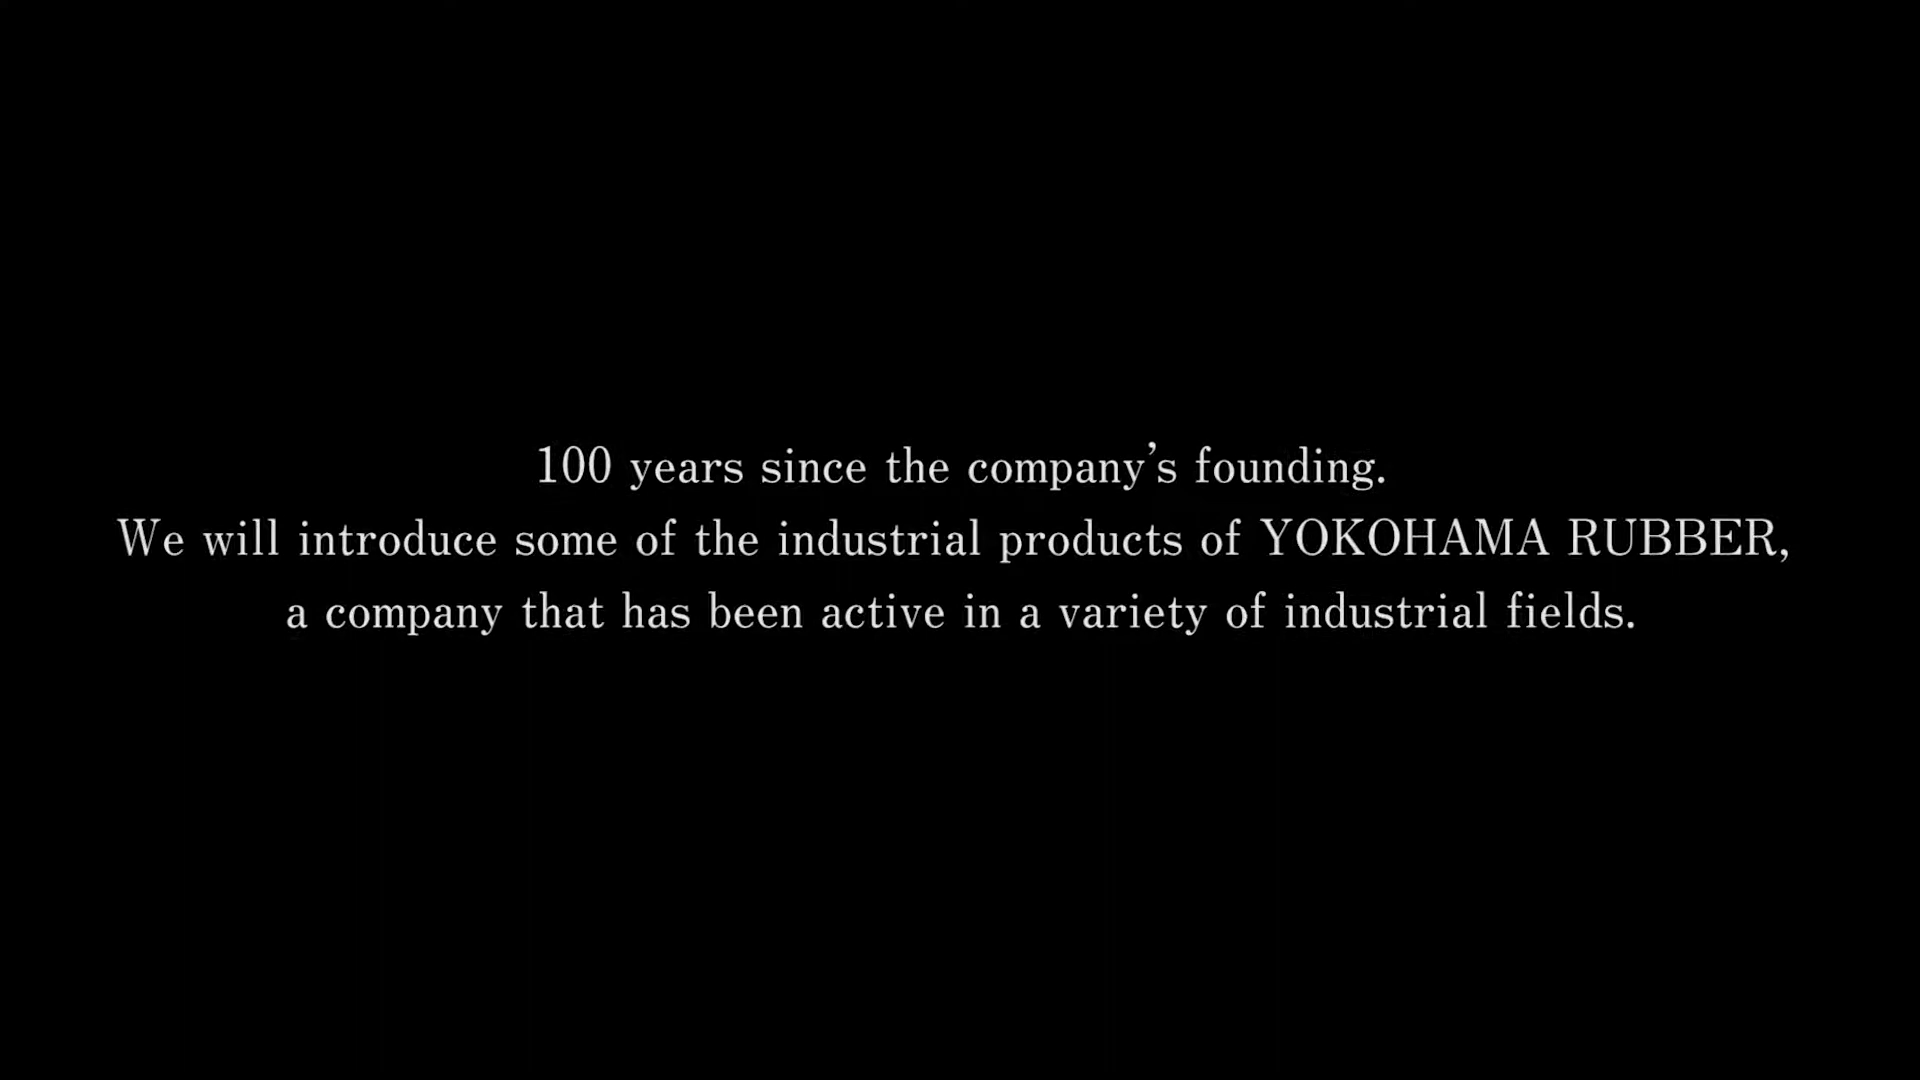 100 years since the company’s founding.
We will introduce some of the industrial products of YOKOHAMA RUBBER,
a company that has been active in a variety of industrial fields.